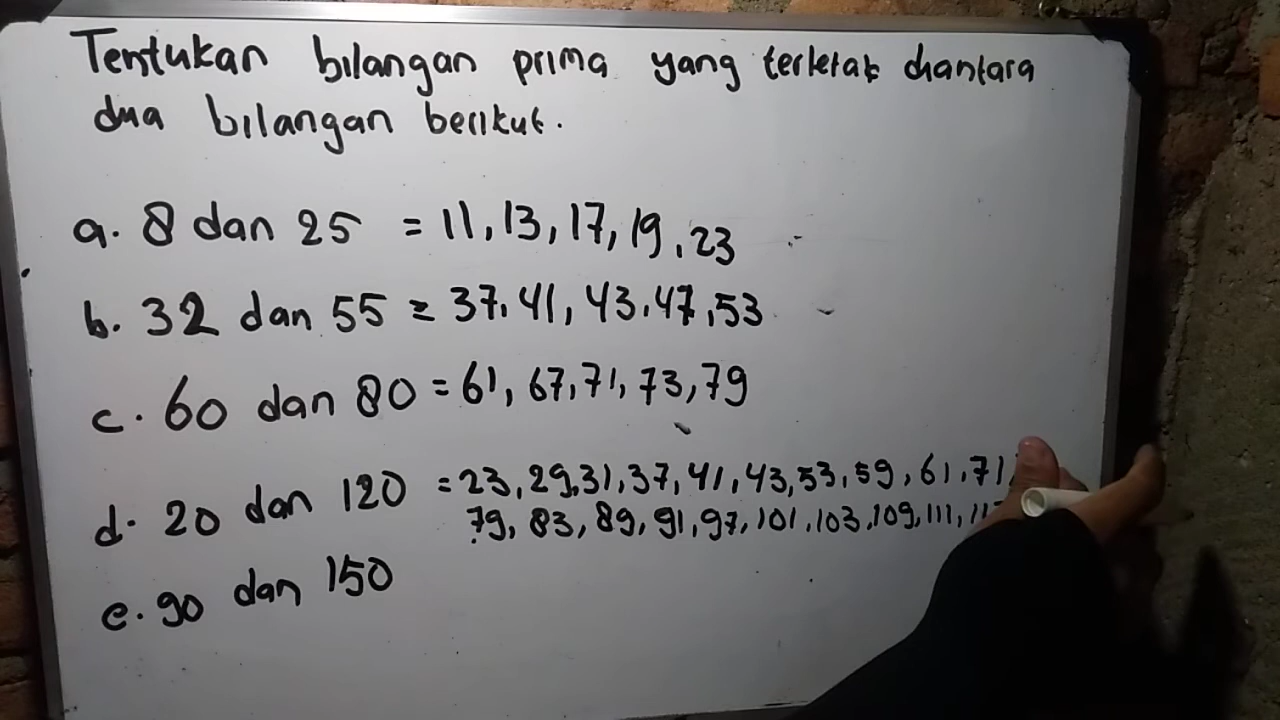 Tentukan bilangan prima yang terletak diantara
dua bilangan berikut.
a. 8 dan 25 = 11, 13, 17, 19, 23
b. 32 dan 55 = 37, 41, 43, 47, 53
c. 60 dan 80 = 61, 67, 71, 73, 79
d. 20 dan 120 = 23, 29, 31, 37, 41, 43, 53, 59, 61, 71,
79, 83, 89, 91, 97, 101, 103, 109, 111,
e. 90 dan 150